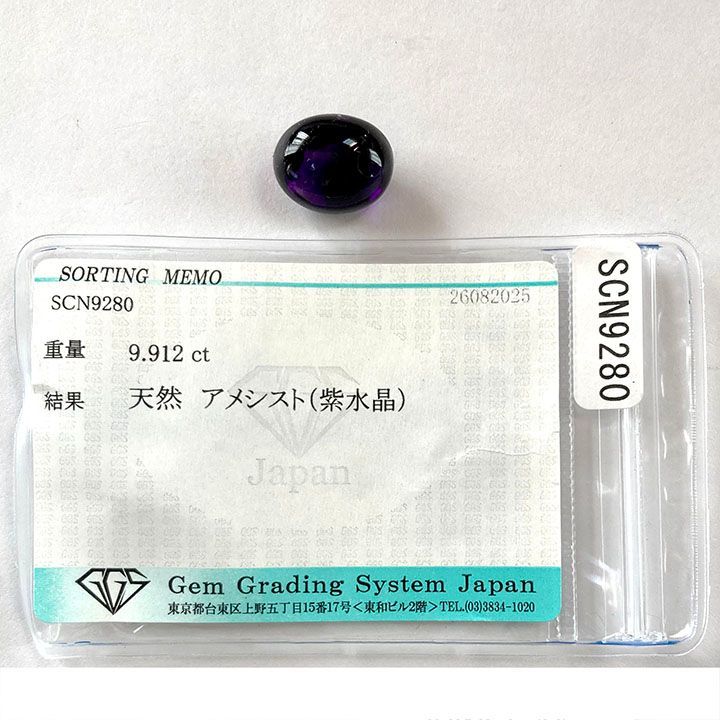 SORTING MEMO
SCN9280
26082025
重量 9.912 ct
結果 天然 アメシスト(紫水晶)
Japan
GGS
Gem Grading System Japan
東京都台東区上野五丁目15番17号<東和ビル2階>TEL.(03)3834-1020
SCN9280